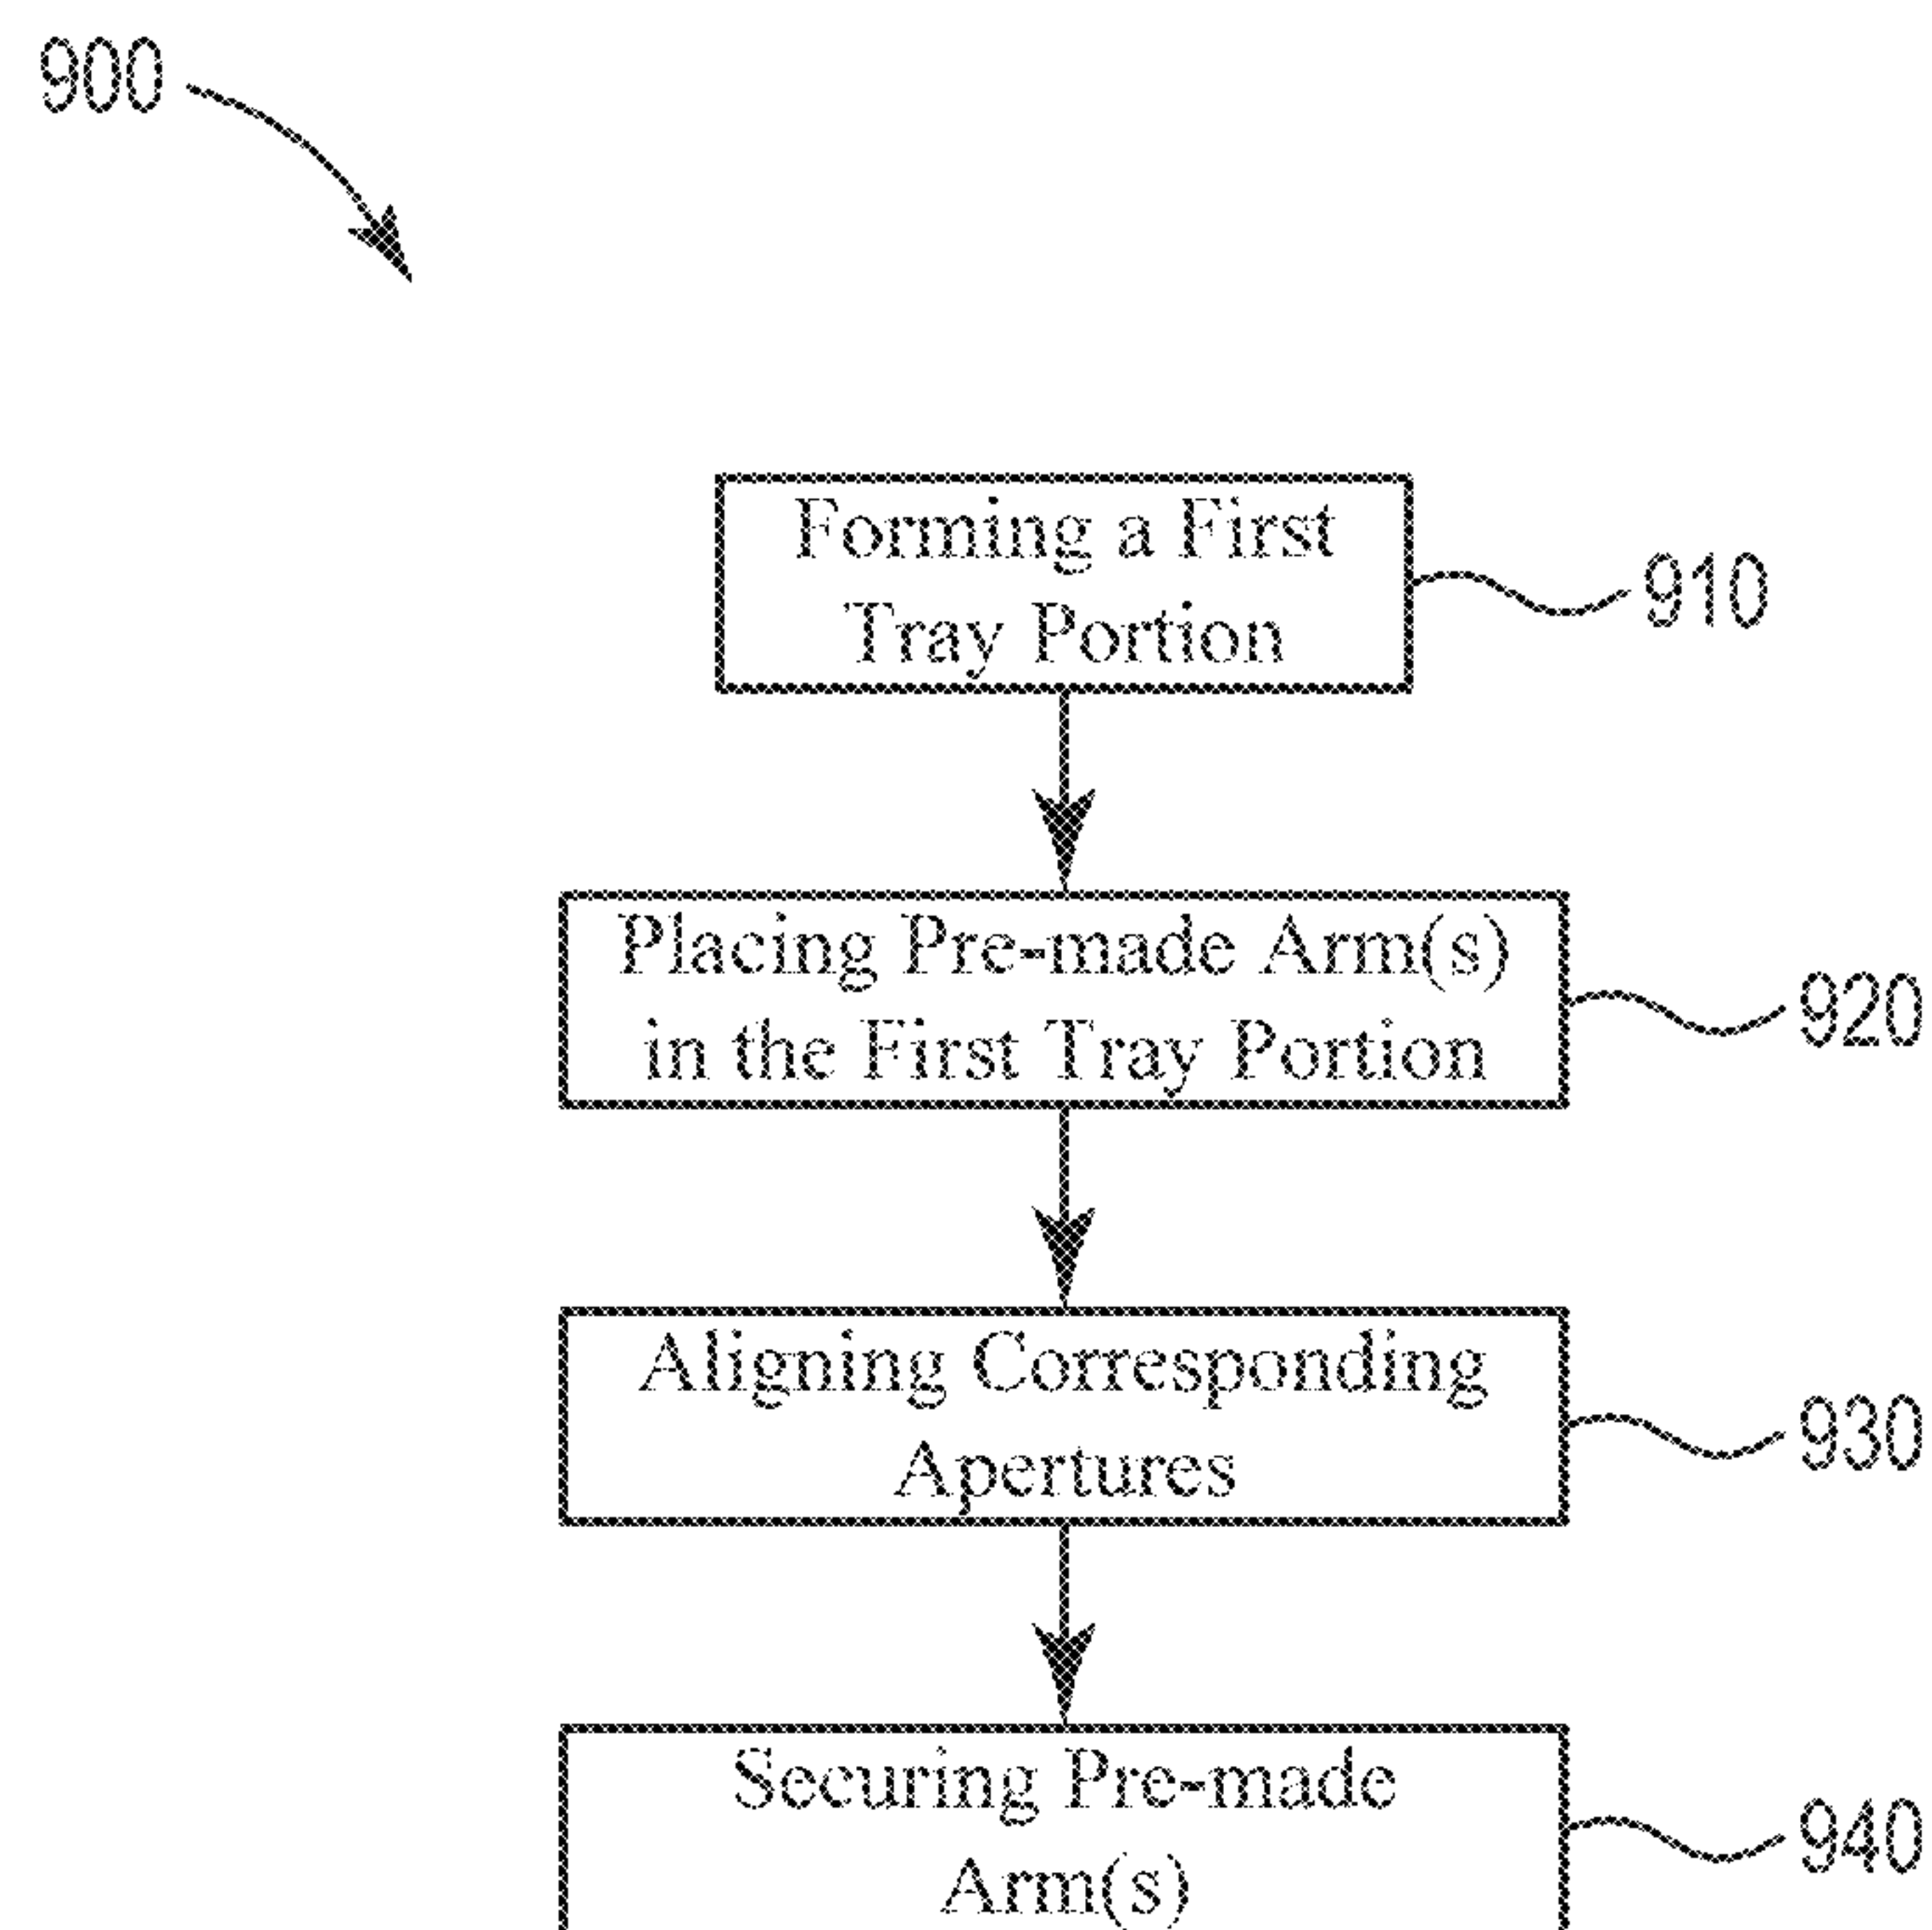 900
Forming a First
Tray Portion
910
Placing Pre-made Arm(s)
in the First Tray Portion
920
Aligning Corresponding
Apertures
930
Securing Pre-made
Arm(s)
940